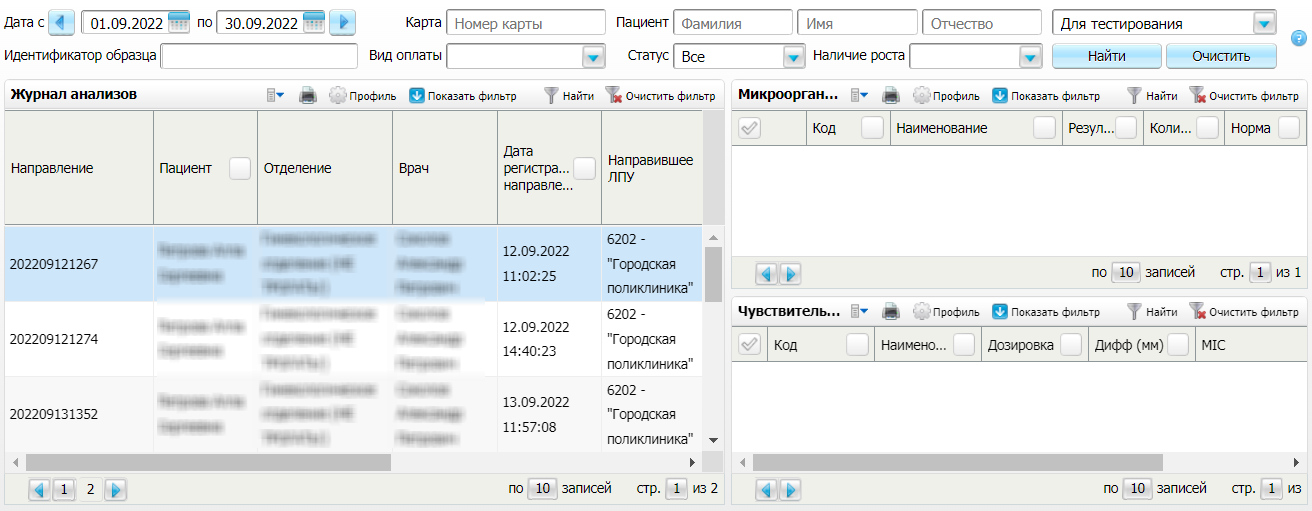 Дата с 01.09.2022 по 30.09.2022 Карта Номер карты Пациент Фамилия Имя Отчество Для тестирования
Идентификатор образца Вид оплаты Статус Все Наличие роста Найти Очистить
Журнал анализов Профиль Показать фильтр Найти Очистить фильтр
Направление Пациент Отделение Врач Дата регистра... направле... Направившее ЛПУ
202209121267 12.09.2022 11:02:25 6202 - "Городская поликлиника"
202209121274 12.09.2022 14:40:23 6202 - "Городская поликлиника"
202209131352 13.09.2022 11:57:08 6202 - "Городская поликлиника"
1 2 по 10 записей стр. 1 из 2
Микроорган... Профиль Показать фильтр Найти Очистить фильтр
Код Наименование Резул... Коли... Норма
по 10 записей стр. 1 из 1
Чувствитель... Профиль Показать фильтр Найти Очистить фильтр
Код Наимено... Дозировка Дифф (мм) MIC
по 10 записей стр. 1 из